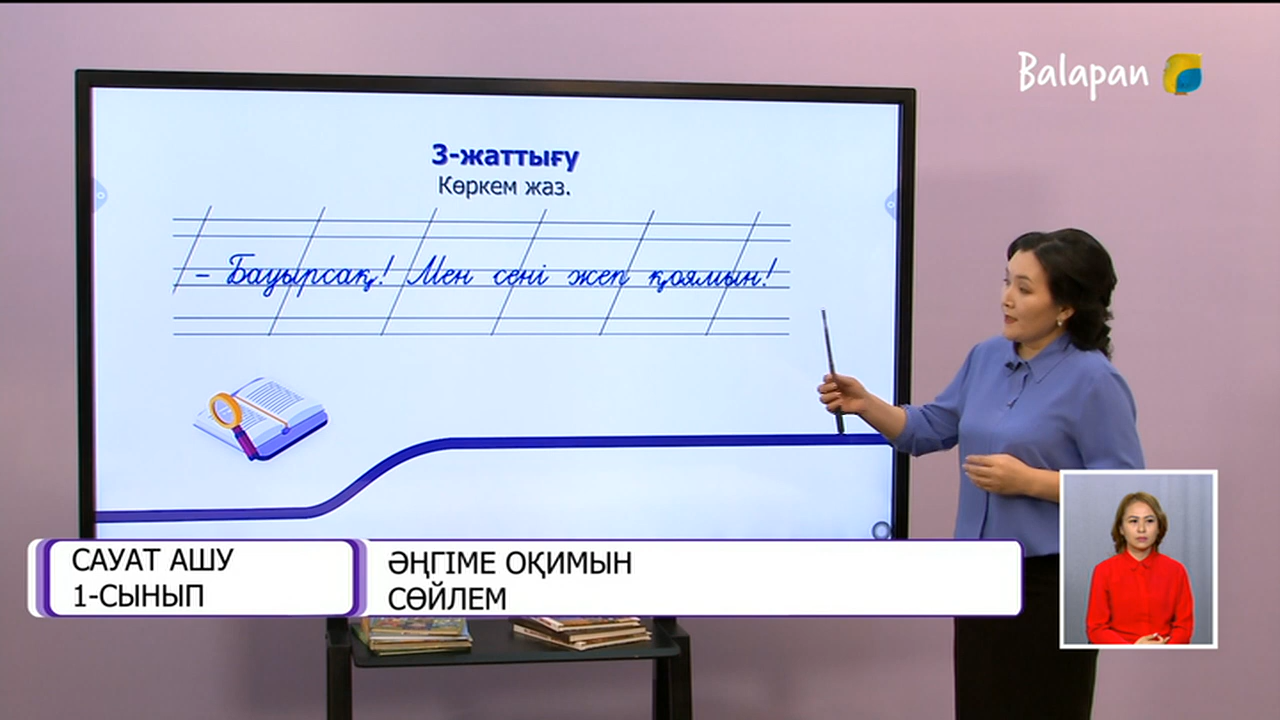 Balapan
3-жаттығу
Көркем жаз.
– Бауырсақ! Мен сені жеп қоямын!
САУАТ АШУ
1-СЫНЫП
ӘҢГІМЕ ОҚИМЫН
СӨЙЛЕМ